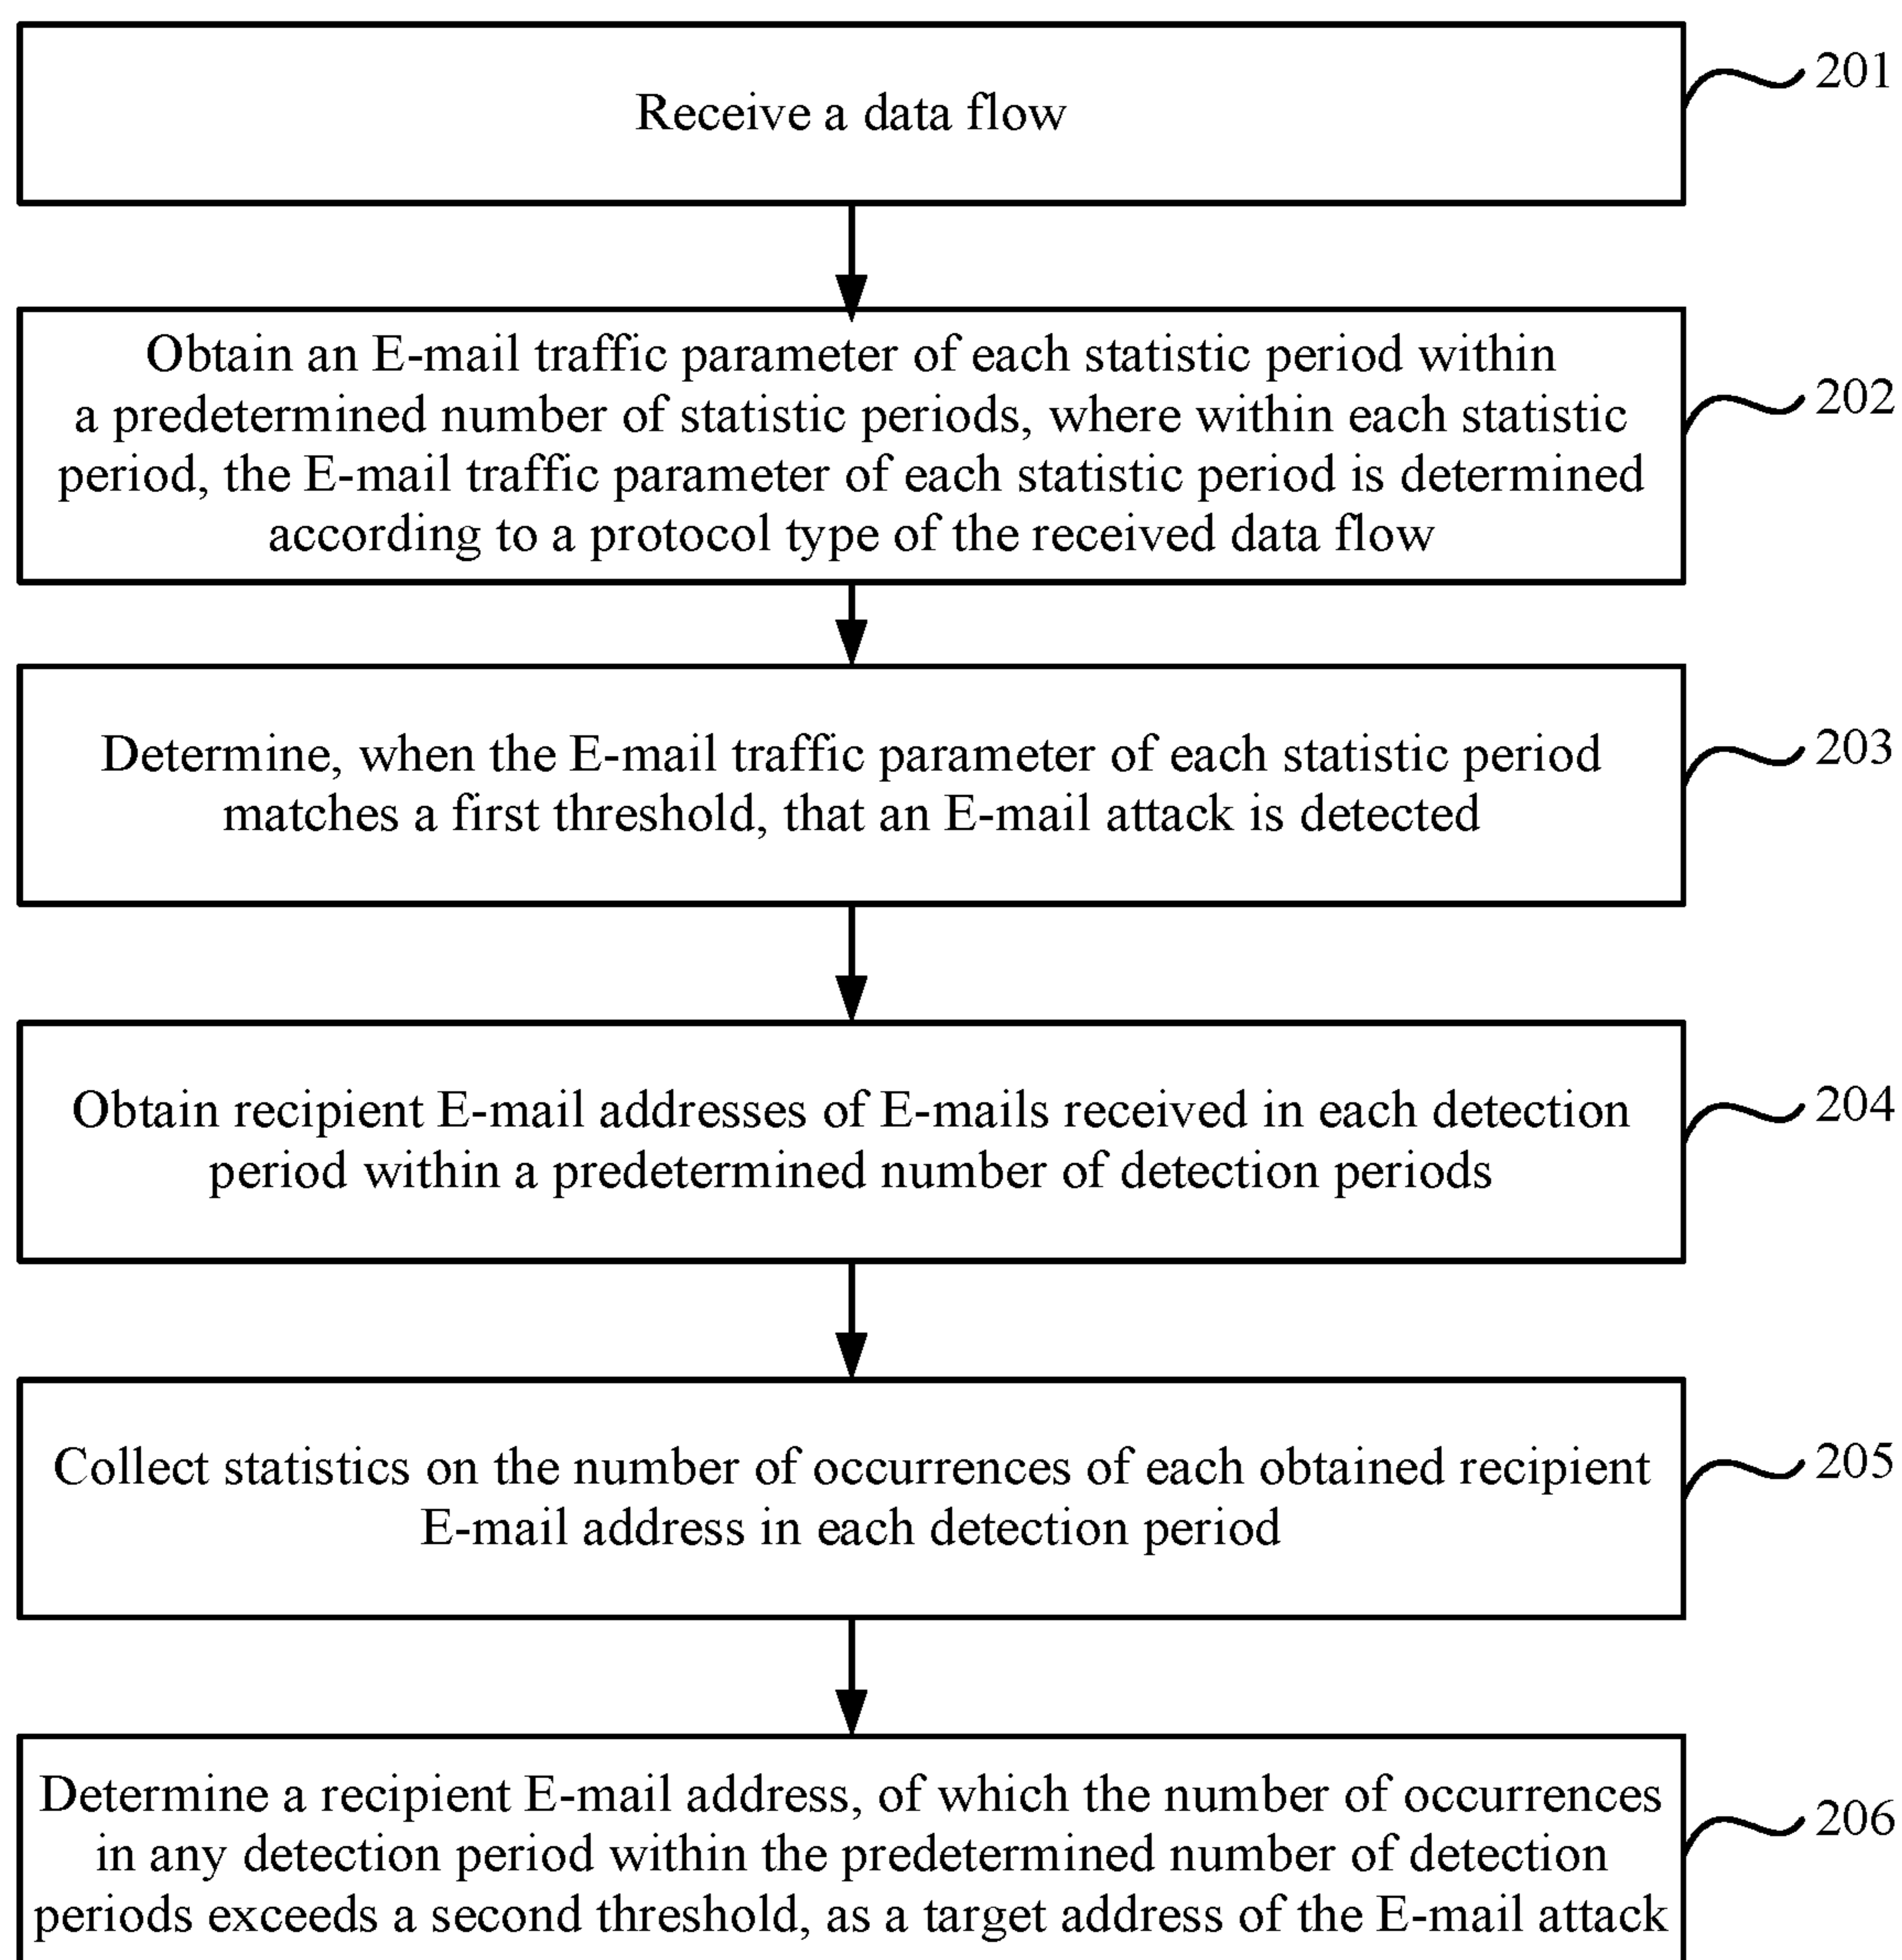 Receive a data flow
201
Obtain an E-mail traffic parameter of each statistic period within
a predetermined number of statistic periods, where within each statistic
period, the E-mail traffic parameter of each statistic period is determined
according to a protocol type of the received data flow
202
Determine, when the E-mail traffic parameter of each statistic period
matches a first threshold, that an E-mail attack is detected
203
Obtain recipient E-mail addresses of E-mails received in each detection
period within a predetermined number of detection periods
204
Collect statistics on the number of occurrences of each obtained recipient
E-mail address in each detection period
205
Determine a recipient E-mail address, of which the number of occurrences
in any detection period within the predetermined number of detection
periods exceeds a second threshold, as a target address of the E-mail attack
206